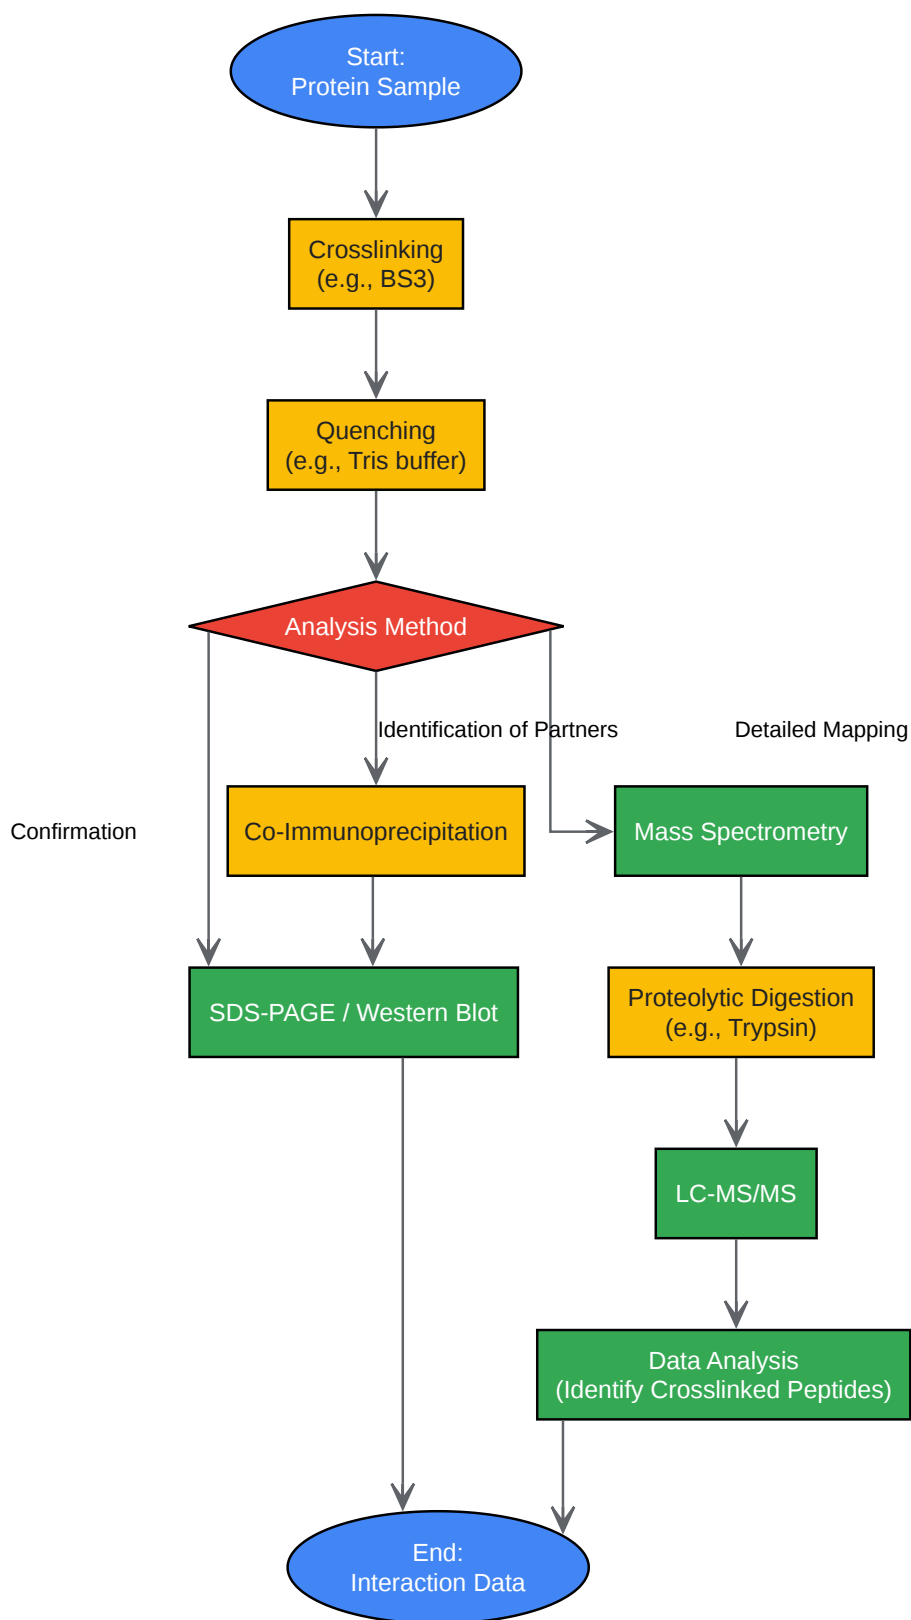 Start:
Protein Sample
Crosslinking
(e.g., BS3)
Quenching
(e.g., Tris buffer)
Analysis Method
Identification of Partners
Detailed Mapping
Confirmation
Co-Immunoprecipitation
Mass Spectrometry
SDS-PAGE / Western Blot
Proteolytic Digestion
(e.g., Trypsin)
LC-MS/MS
Data Analysis
(Identify Crosslinked Peptides)
End:
Interaction Data